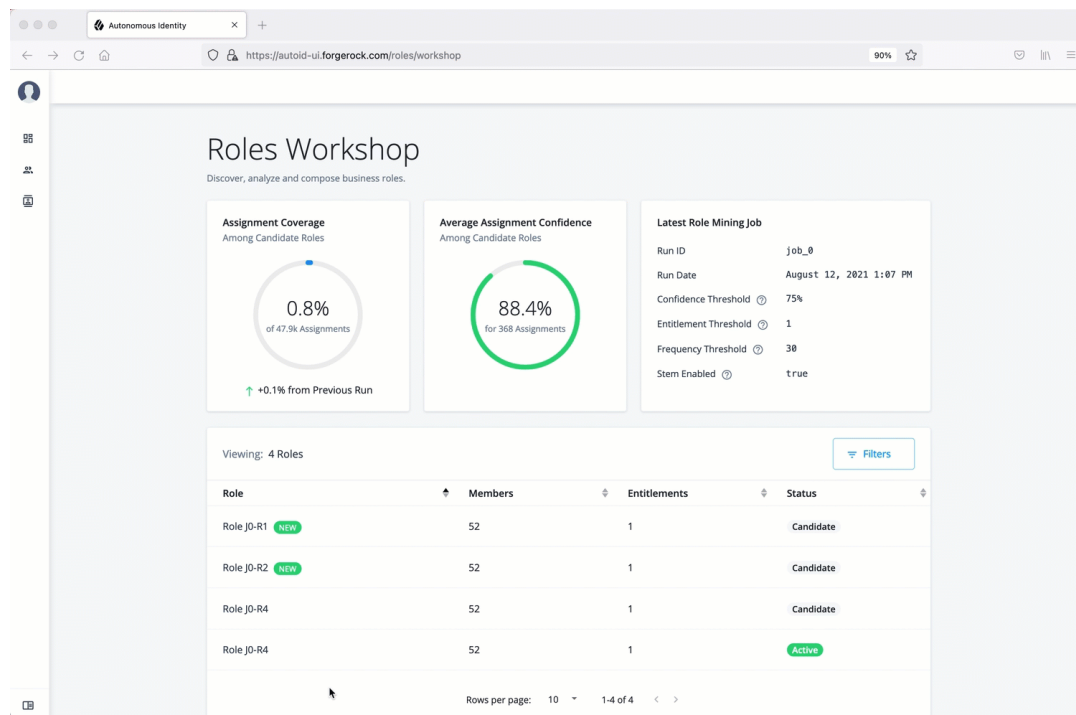 Autonomous Identity
https://autoid-ui.forgerock.com/roles/workshop
90%
Roles Workshop
Discover, analyze and compose business roles.
Assignment Coverage
Among Candidate Roles
0.8%
of 47.9k Assignments
+0.1% from Previous Run
Average Assignment Confidence
Among Candidate Roles
88.4%
for 368 Assignments
Latest Role Mining Job
Run ID job_0
Run Date August 12, 2021 1:07 PM
Confidence Threshold ? 75%
Entitlement Threshold ? 1
Frequency Threshold ? 30
Stem Enabled ? true
Viewing: 4 Roles
Filters
Role Members Entitlements Status
Role J0-R1 NEW 52 1 Candidate
Role J0-R2 NEW 52 1 Candidate
Role J0-R4 52 1 Candidate
Role J0-R4 52 1 Active
Rows per page: 10 1-4 of 4